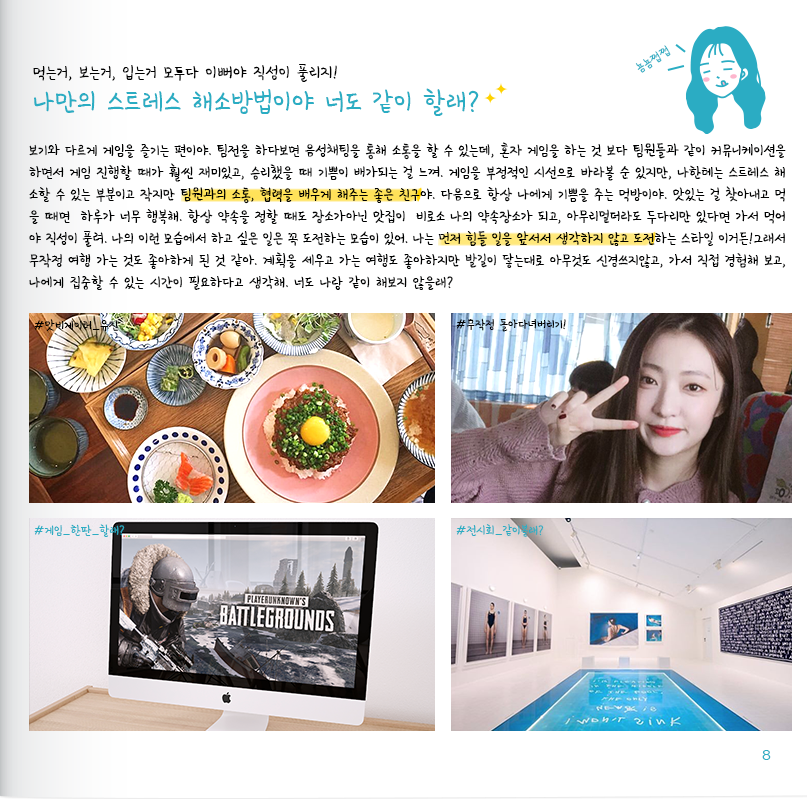 먹는거, 보는거, 입는거 모두다 이뻐야 직성이 풀리지!
냠냠쩝쩝
나만의 스트레스 해소방법이야 너도 같이 할래?
보기와 다르게 게임을 즐기는 편이야. 팀전을 하다보면 음성채팅을 통해 소통을 할 수 있는데, 혼자 게임을 하는 것 보다 팀원들과 같이 커뮤니케이션을
하면서 게임 진행할 때가 훨씬 재미있고, 승리했을 때 기쁨이 배가되는 걸 느껴. 게임을 부정적인 시선으로 바라볼 순 있지만, 나한테는 스트레스 해
소할 수 있는 부분이고 작지만 팀원과의 소통, 협력을 배우게 해주는 좋은 친구야. 다음으로 항상 나에게 기쁨을 주는 먹방이야. 맛있는 걸 찾아내고 먹
을 때면 하루가 너무 행복해. 항상 약속을 정할 때도 장소가아닌 맛집이 비로소 나의 약속장소가 되고, 아무리멀더라도 두다리만 있다면 가서 먹어
야 직성이 풀려. 나의 이런 모습에서 하고 싶은 일은 꼭 도전하는 모습이 있어. 나는 먼저 힘들 일을 앞서서 생각하지 않고 도전하는 스타일 이거든!그래서
무작정 여행 가는 것도 좋아하게 된 것 같아. 계획을 세우고 가는 여행도 좋아하지만 발길이 닿는대로 아무것도 신경쓰지않고, 가서 직접 경험해 보고,
나에게 집중할 수 있는 시간이 필요하다고 생각해. 너도 나랑 같이 해보지 않을래?
#맛비게이터_유진
#무작정 돌아다녀버리기!
#게임_한판_할래?
PLAYERUNKNOWN'S
BATTLEGROUNDS
#전시회_같이갈래?
I WON'T SINK
8